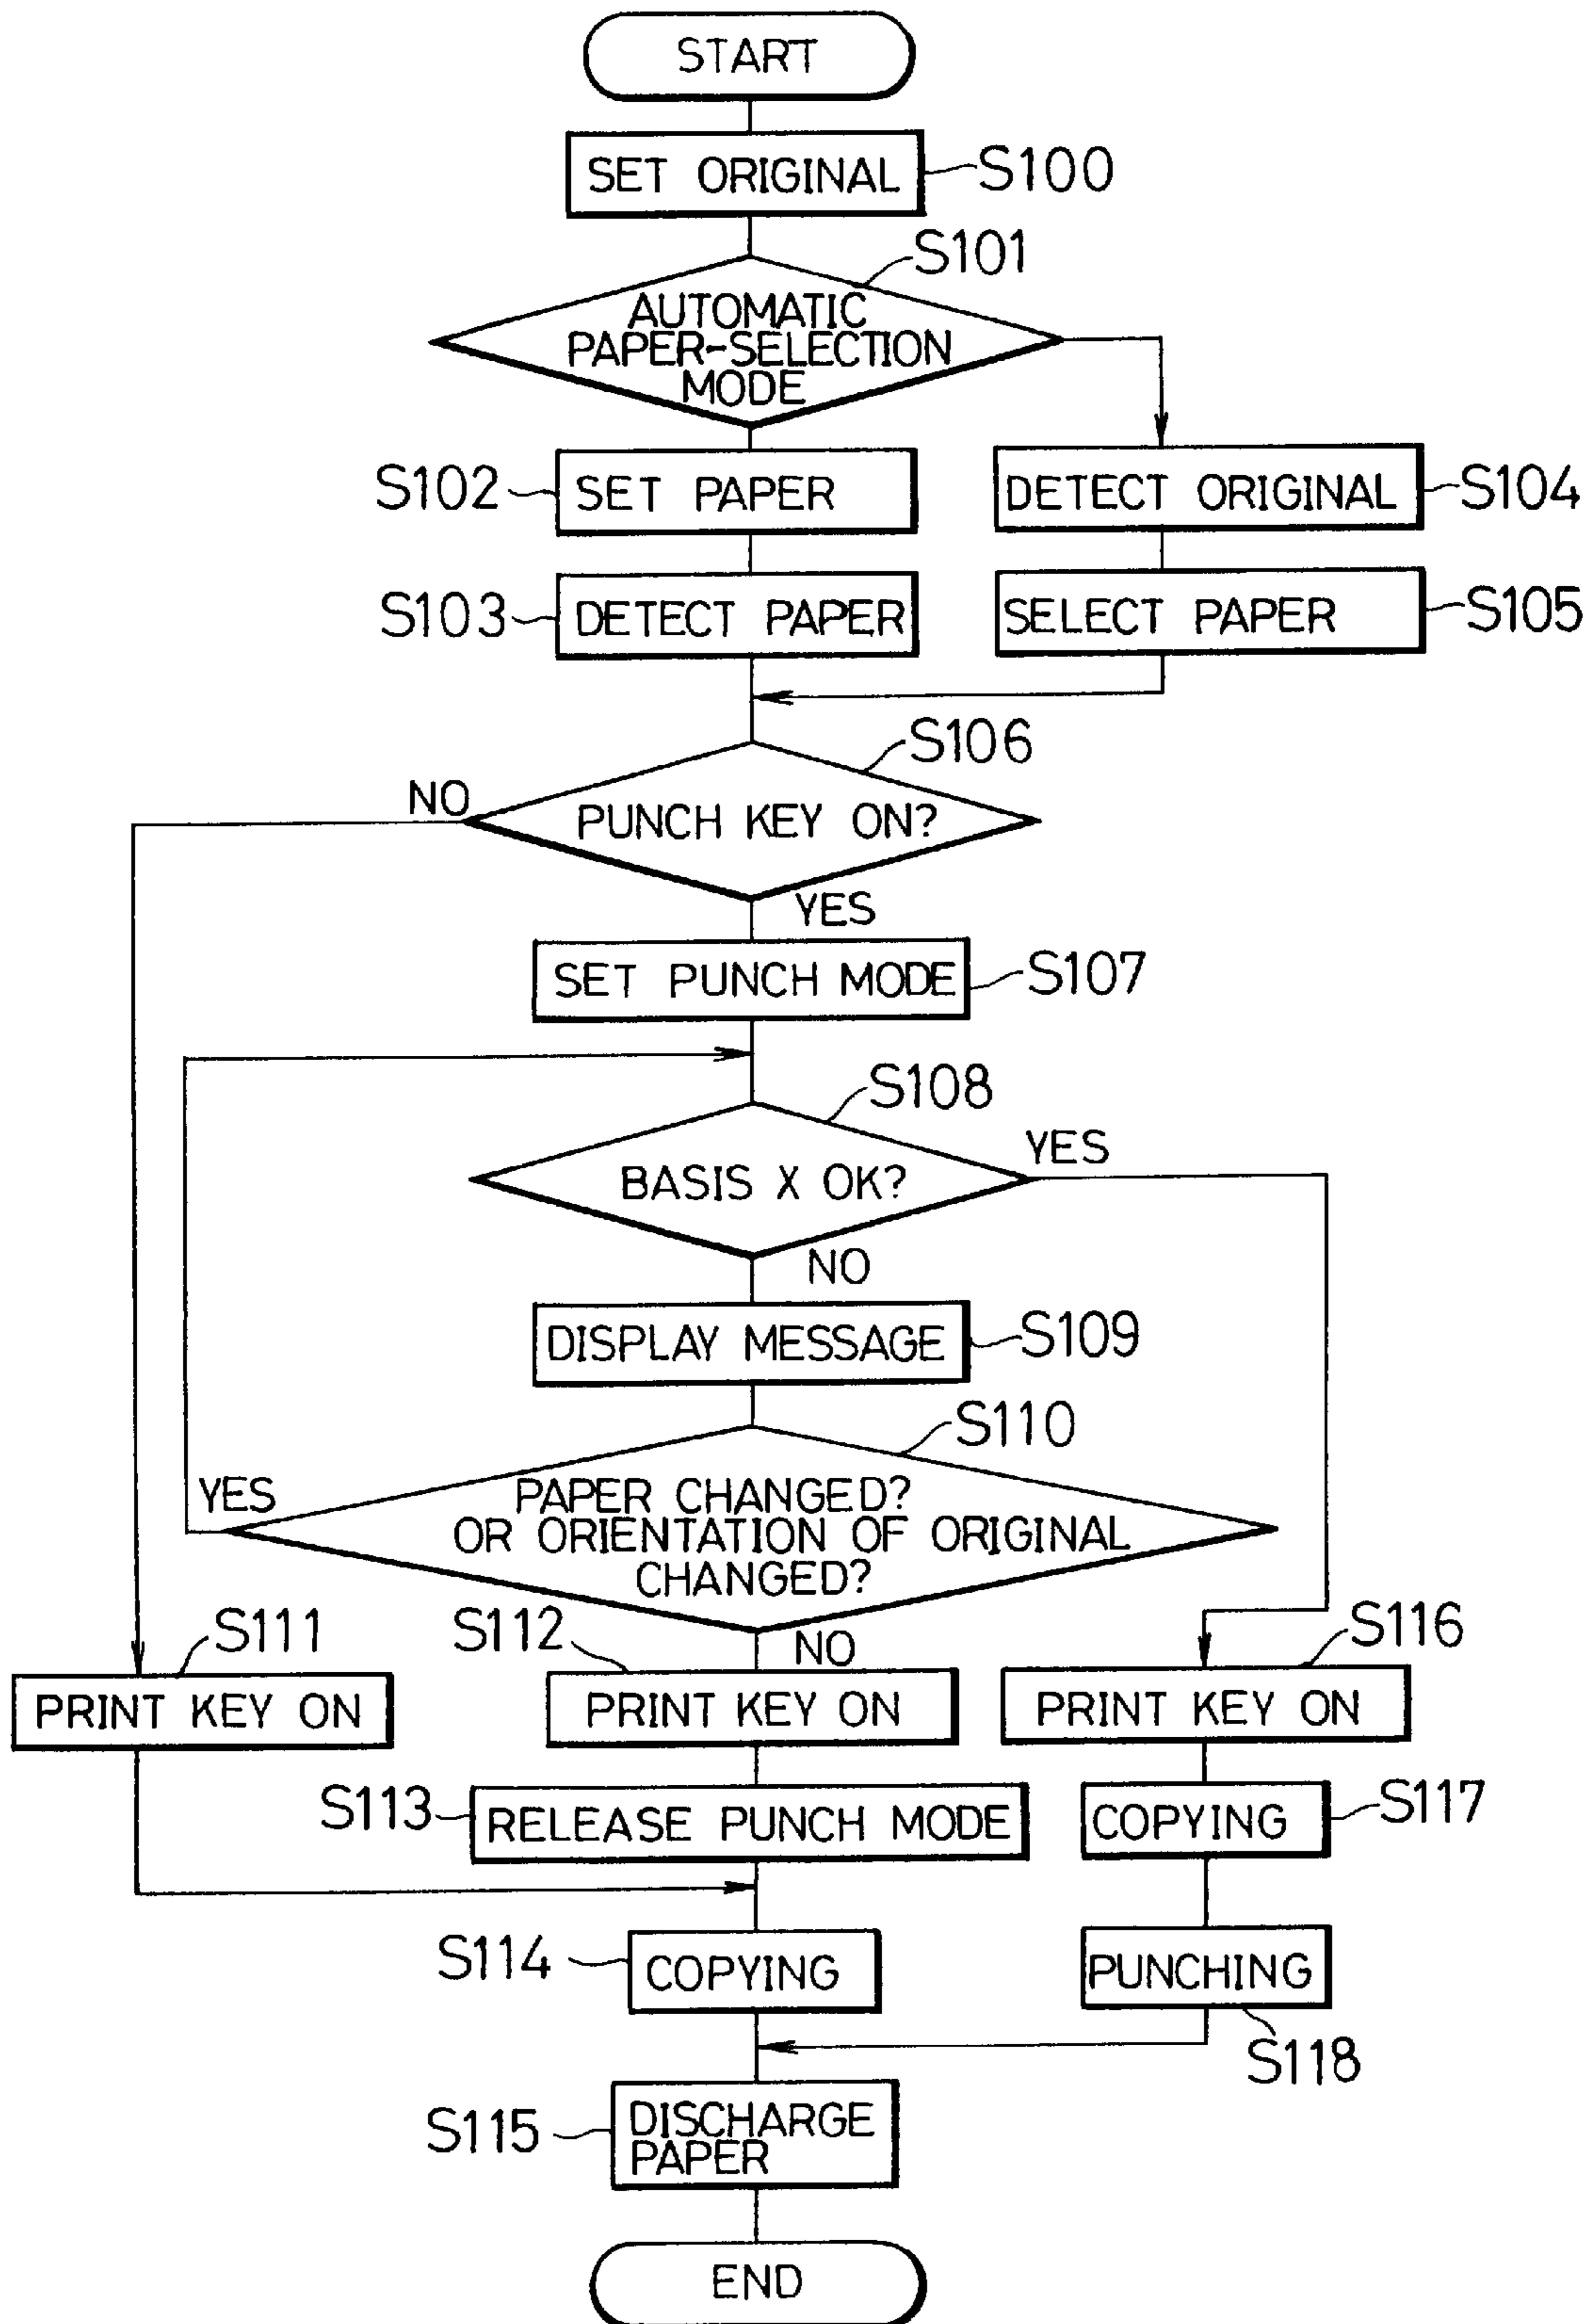 START
SET ORIGINAL
S100
S101
AUTOMATIC
PAPER-SELECTION
MODE
S102
SET PAPER
DETECT ORIGINAL
S104
S103
DETECT PAPER
SELECT PAPER
S105
S106
NO
PUNCH KEY ON?
YES
SET PUNCH MODE
S107
S108
YES
BASIS X OK?
NO
DISPLAY MESSAGE
S109
S110
YES
PAPER CHANGED?
OR ORIENTATION OF ORIGINAL
CHANGED?
S111
S112
NO
S116
PRINT KEY ON
PRINT KEY ON
PRINT KEY ON
S113
RELEASE PUNCH MODE
COPYING
S117
S114
COPYING
PUNCHING
S118
S115
DISCHARGE
PAPER
END